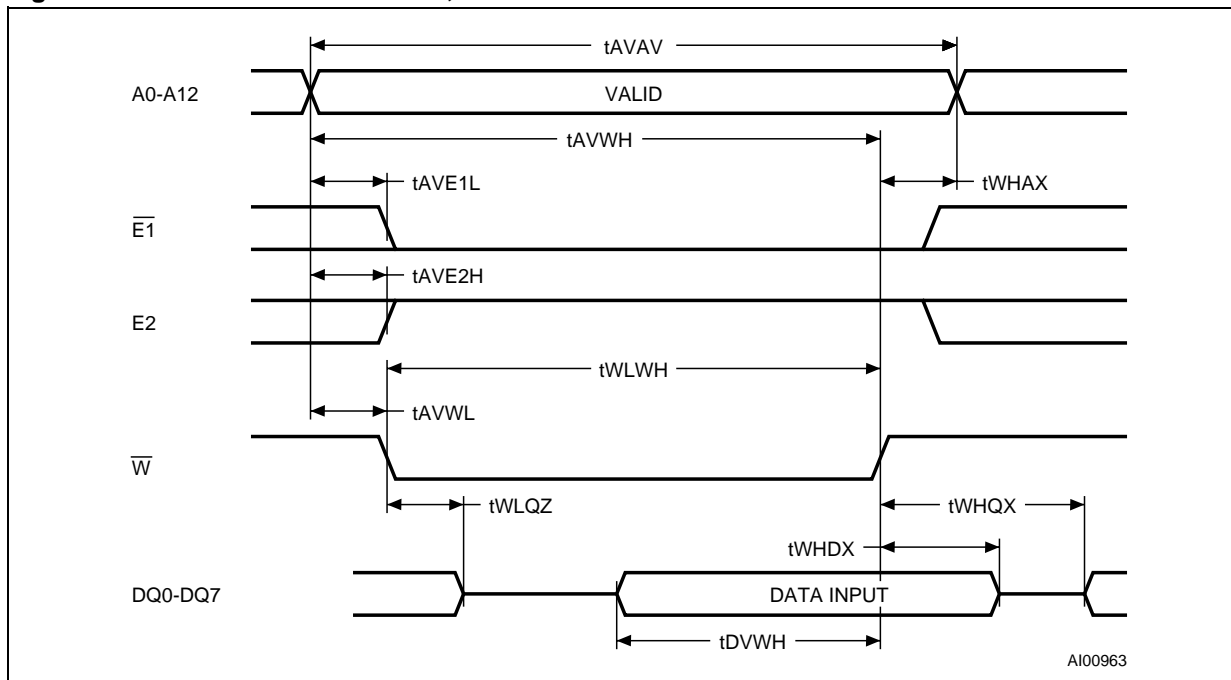 tAVAV
A0-A12
VALID
tAVWH
tAVE1L
tWHAX
E1
tAVE2H
E2
tWLWH
tAVWL
W
tWLQZ
tWHQX
tWHDX
DQ0-DQ7
DATA INPUT
tDVWH
AI00963